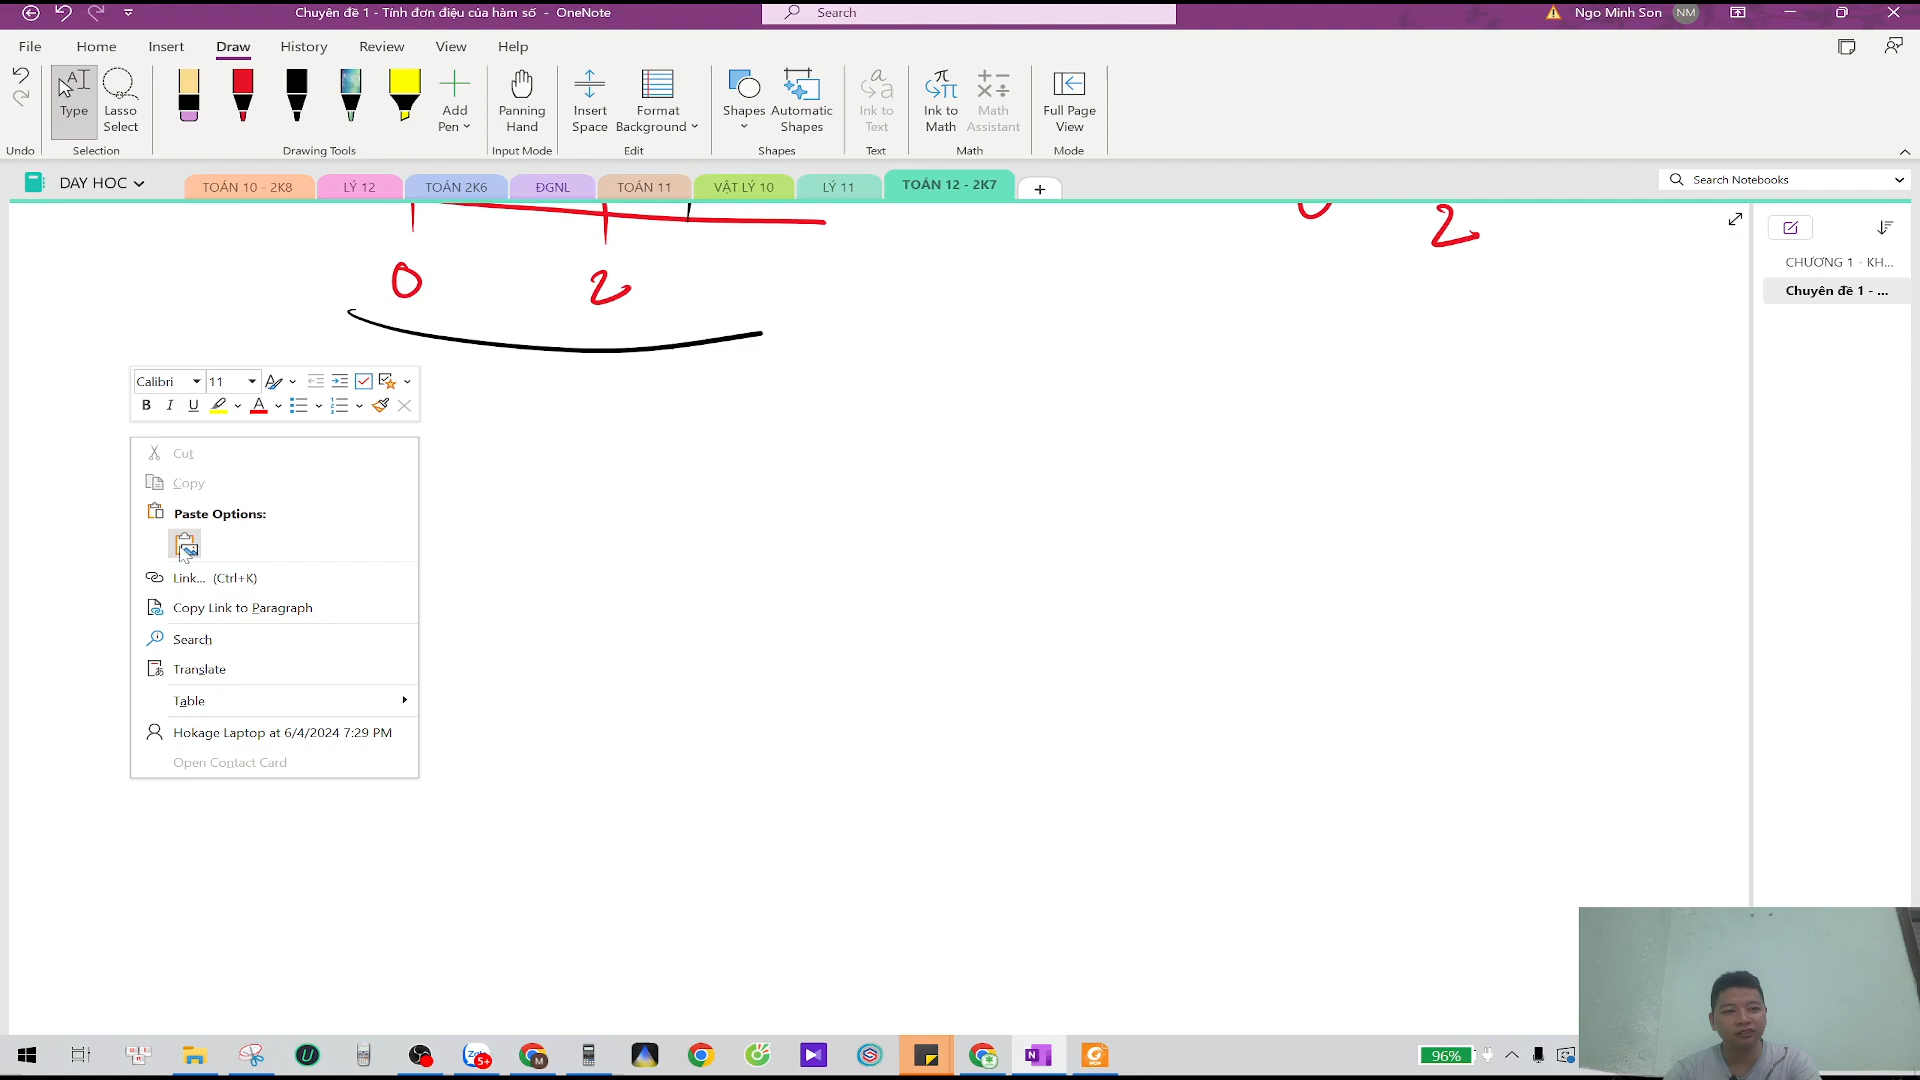 Chuyên đề 1 - Tính đơn điệu của hàm số - OneNote
Search
Ngo Minh Son
NM
File
Home
Insert
Draw
History
Review
View
Help
Type
Lasso Select
Add Pen
Panning Hand
Insert Space
Format Background
Shapes
Automatic Shapes
Ink to Text
Ink to Math
Math Assistant
Full Page View
Undo
Selection
Drawing Tools
Input Mode
Edit
Shapes
Text
Math
Mode
DAY HOC
TOÁN 10 - 2K8
LÝ 12
TOÁN 2K6
ĐGNL
TOÁN 11
VẬT LÝ 10
LÝ 11
TOÁN 12 - 2K7
Search Notebooks
CHƯƠNG 1 - KH...
Chuyên đề 1 - ...
2
0
2
Calibri
11
B I U
Cut
Copy
Paste Options:
Link... (Ctrl+K)
Copy Link to Paragraph
Search
Translate
Table
Hokage Laptop at 6/4/2024 7:29 PM
Open Contact Card
96%